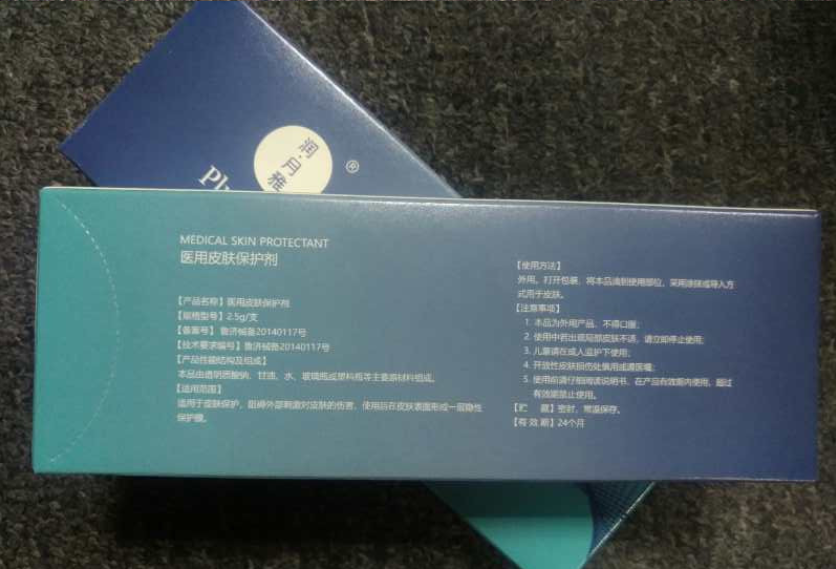 润·月雅
®
Ph
MEDICAL SKIN PROTECTANT
医用皮肤保护剂
【产品名称】医用皮肤保护剂
【规格型号】2.5g/支
【备案号】鲁济械备20140117号
【技术要求编号】鲁济械备20140117号
【产品性能结构及组成】
本品由透明质酸钠、甘油、水、玻璃瓶或塑料瓶等主要原材料组成。
【适用范围】
适用于皮肤保护，阻绝外部刺激对皮肤的伤害，使用后在皮肤表面形成一层隐性
保护膜。
【使用方法】
外用，打开包装，将本品滴到使用部位，采用涂抹或导入方
式用于皮肤。
【注意事项】
1. 本品为外用产品，不得口服；
2. 使用中若出现局部皮肤不适，请立即停止使用；
3. 儿童请在成人监护下使用；
4. 开放性皮肤损伤处慎用或遵医嘱；
5. 使用前请仔细阅读说明书，在产品有效期内使用，超过
有效期禁止使用。
【贮 藏】密封，常温保存。
【有 效 期】24个月